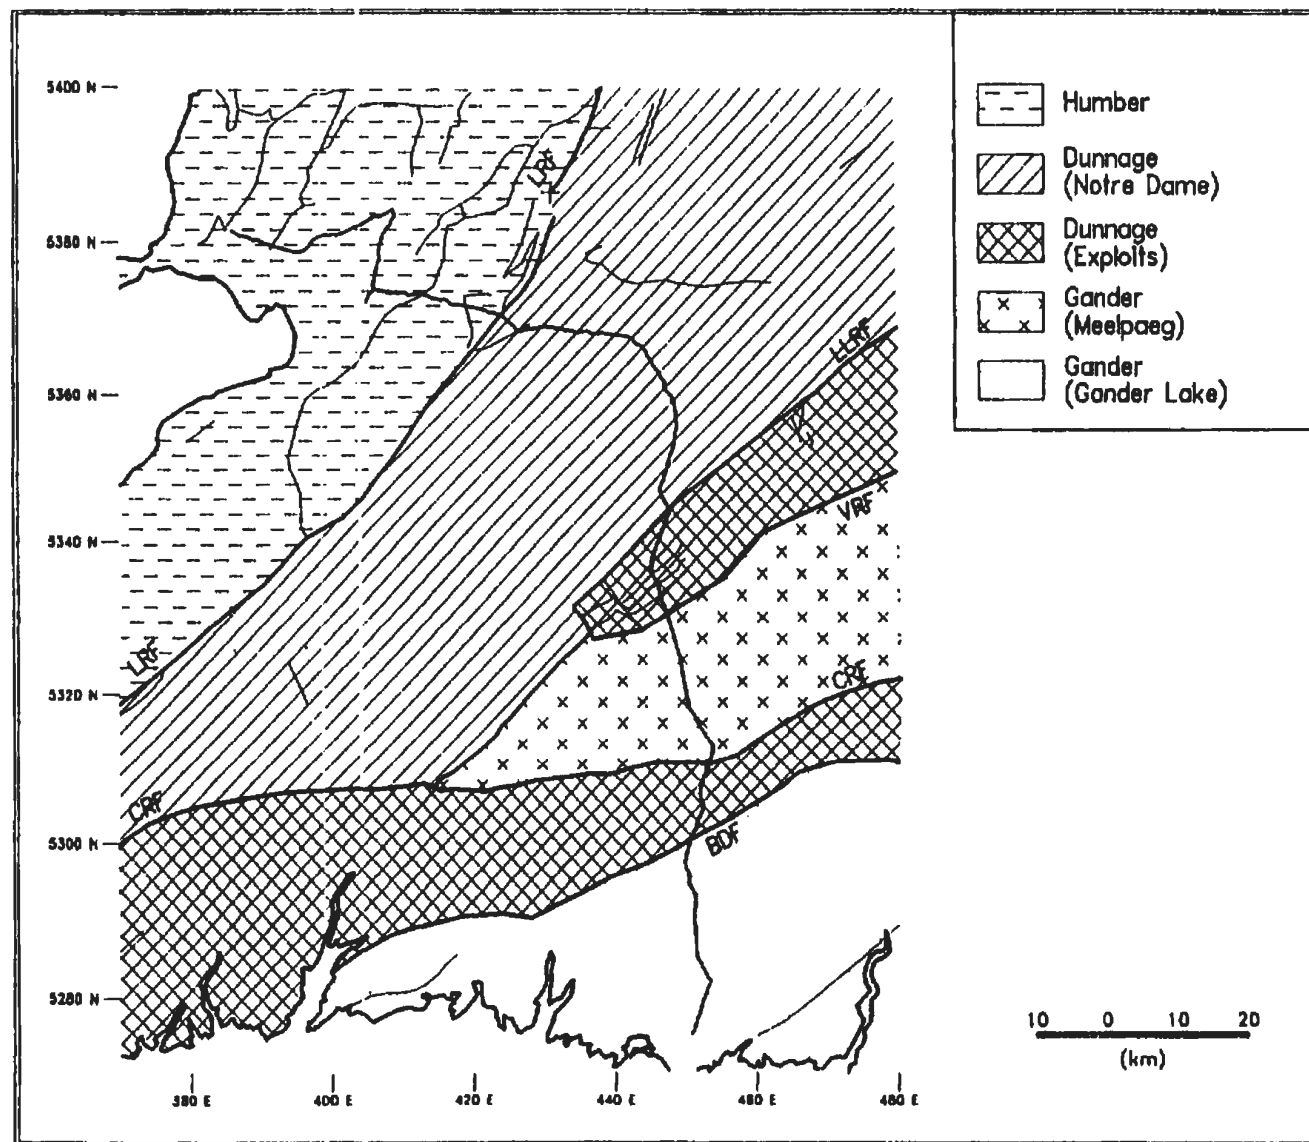 5400 N
5380 N
5360 N
5340 N
5320 N
5300 N
5280 N
380 E
400 E
420 E
440 E
460 E
480 E
LRF
LLRF
VRF
LRF
CRF
CRF
BDF
Humber
Dunnage
(Notre Dame)
Dunnage
(Exploits)
Gander
(Meelpaeg)
Gander
(Gander Lake)
10 0 10 20
(km)